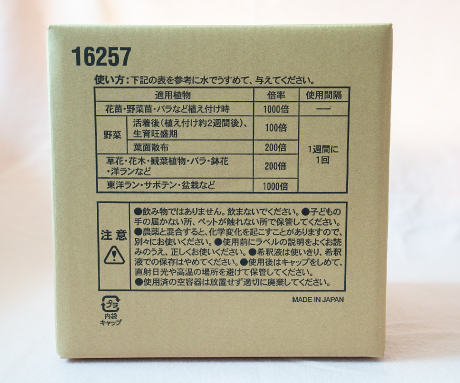 16257
使い方:下記の表を参考に水でうすめて、与えてください。
適用植物 倍率 使用間隔
花苗・野菜苗・バラなど植え付け時 1000倍 ―
野菜 活着後(植え付け約2週間後)、生育旺盛期 100倍
葉面散布 200倍
1週間に1回
草花・花木・観葉植物・バラ・鉢花・洋ランなど 200倍
東洋ラン・サボテン・盆栽など 1000倍
注意
●飲み物ではありません。飲まないでください。●子どもの
手の届かない所、ペットが触れない所で保管してください。
●農薬と混合すると、化学変化を起こすことがありますので、
別々にお使いください。●使用前にラベルの説明をよくお読
みのうえ、正しくお使いください。●希釈液は使いきり、希釈
液での保存はやめてください。●使用後はキャップをしめて、
直射日光や高温の場所を避けて保管してください。
●使用済の空容器は放置せず適切に廃棄してください。
プラ
内袋
キャップ
MADE IN JAPAN